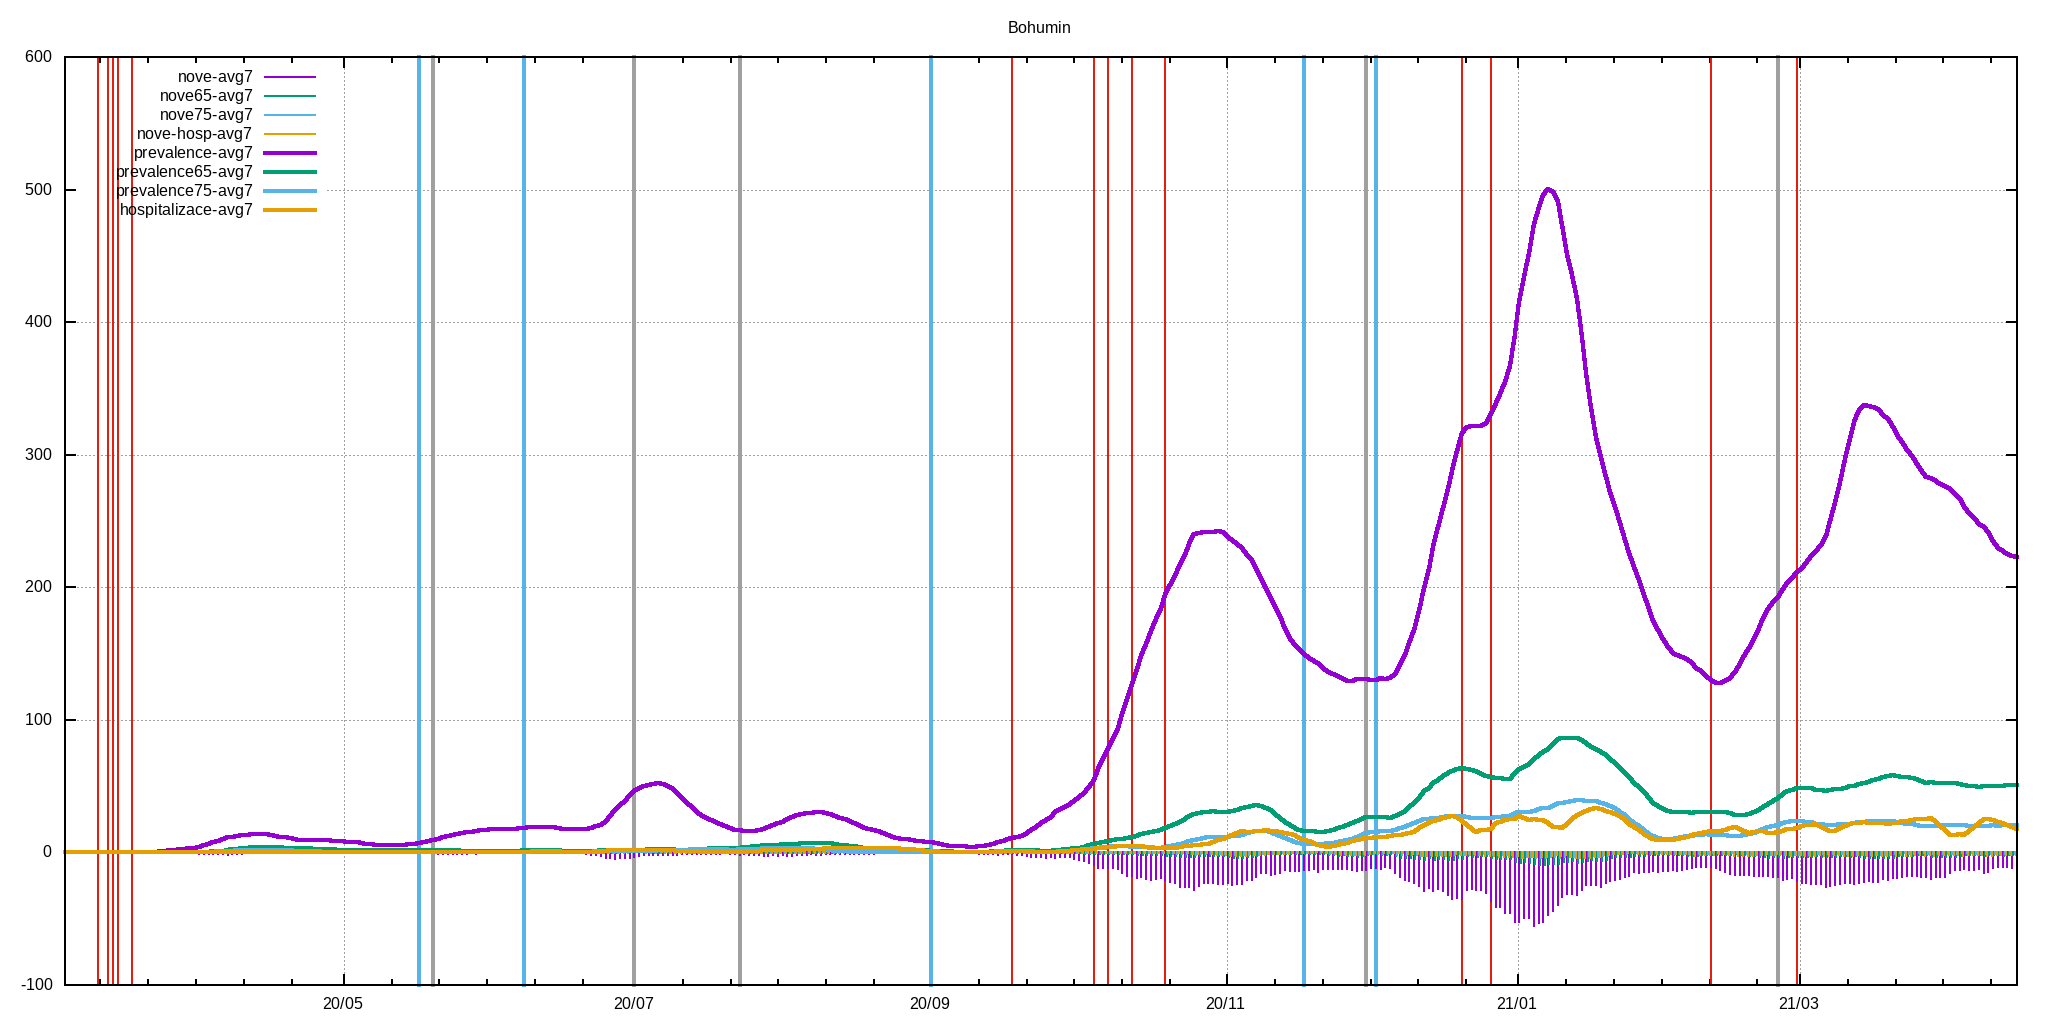 Bohumin
600
nove-avg7
nove65-avg7
nove75-avg7
nove-hosp-avg7
prevalence-avg7
prevalence65-avg7
prevalence75-avg7
hospitalizace-avg7
500
400
300
200
100
0
-100
20/05 20/07 20/09 20/11 21/01 21/03